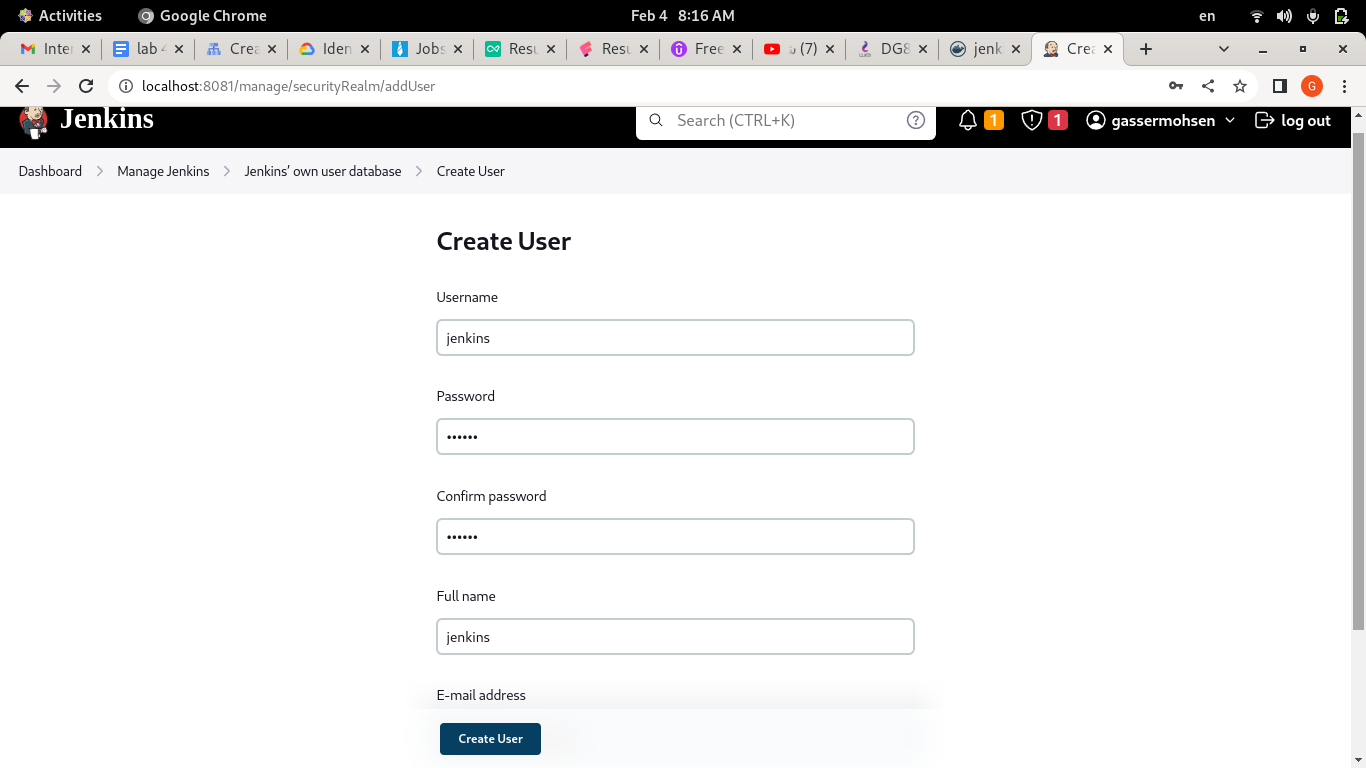 Activities Google Chrome Feb 4 8:16 AM en
Inter lab 4 Crea Iden Jobs Resu Resu Free (7) DG8 jenk Crea
localhost:8081/manage/securityRealm/addUser G
Jenkins Search (CTRL+K) 1 1 gassermohsen log out
Dashboard Manage Jenkins Jenkins' own user database Create User
Create User
Username
jenkins
Password
••••••
Confirm password
••••••
Full name
jenkins
E-mail address
Create User